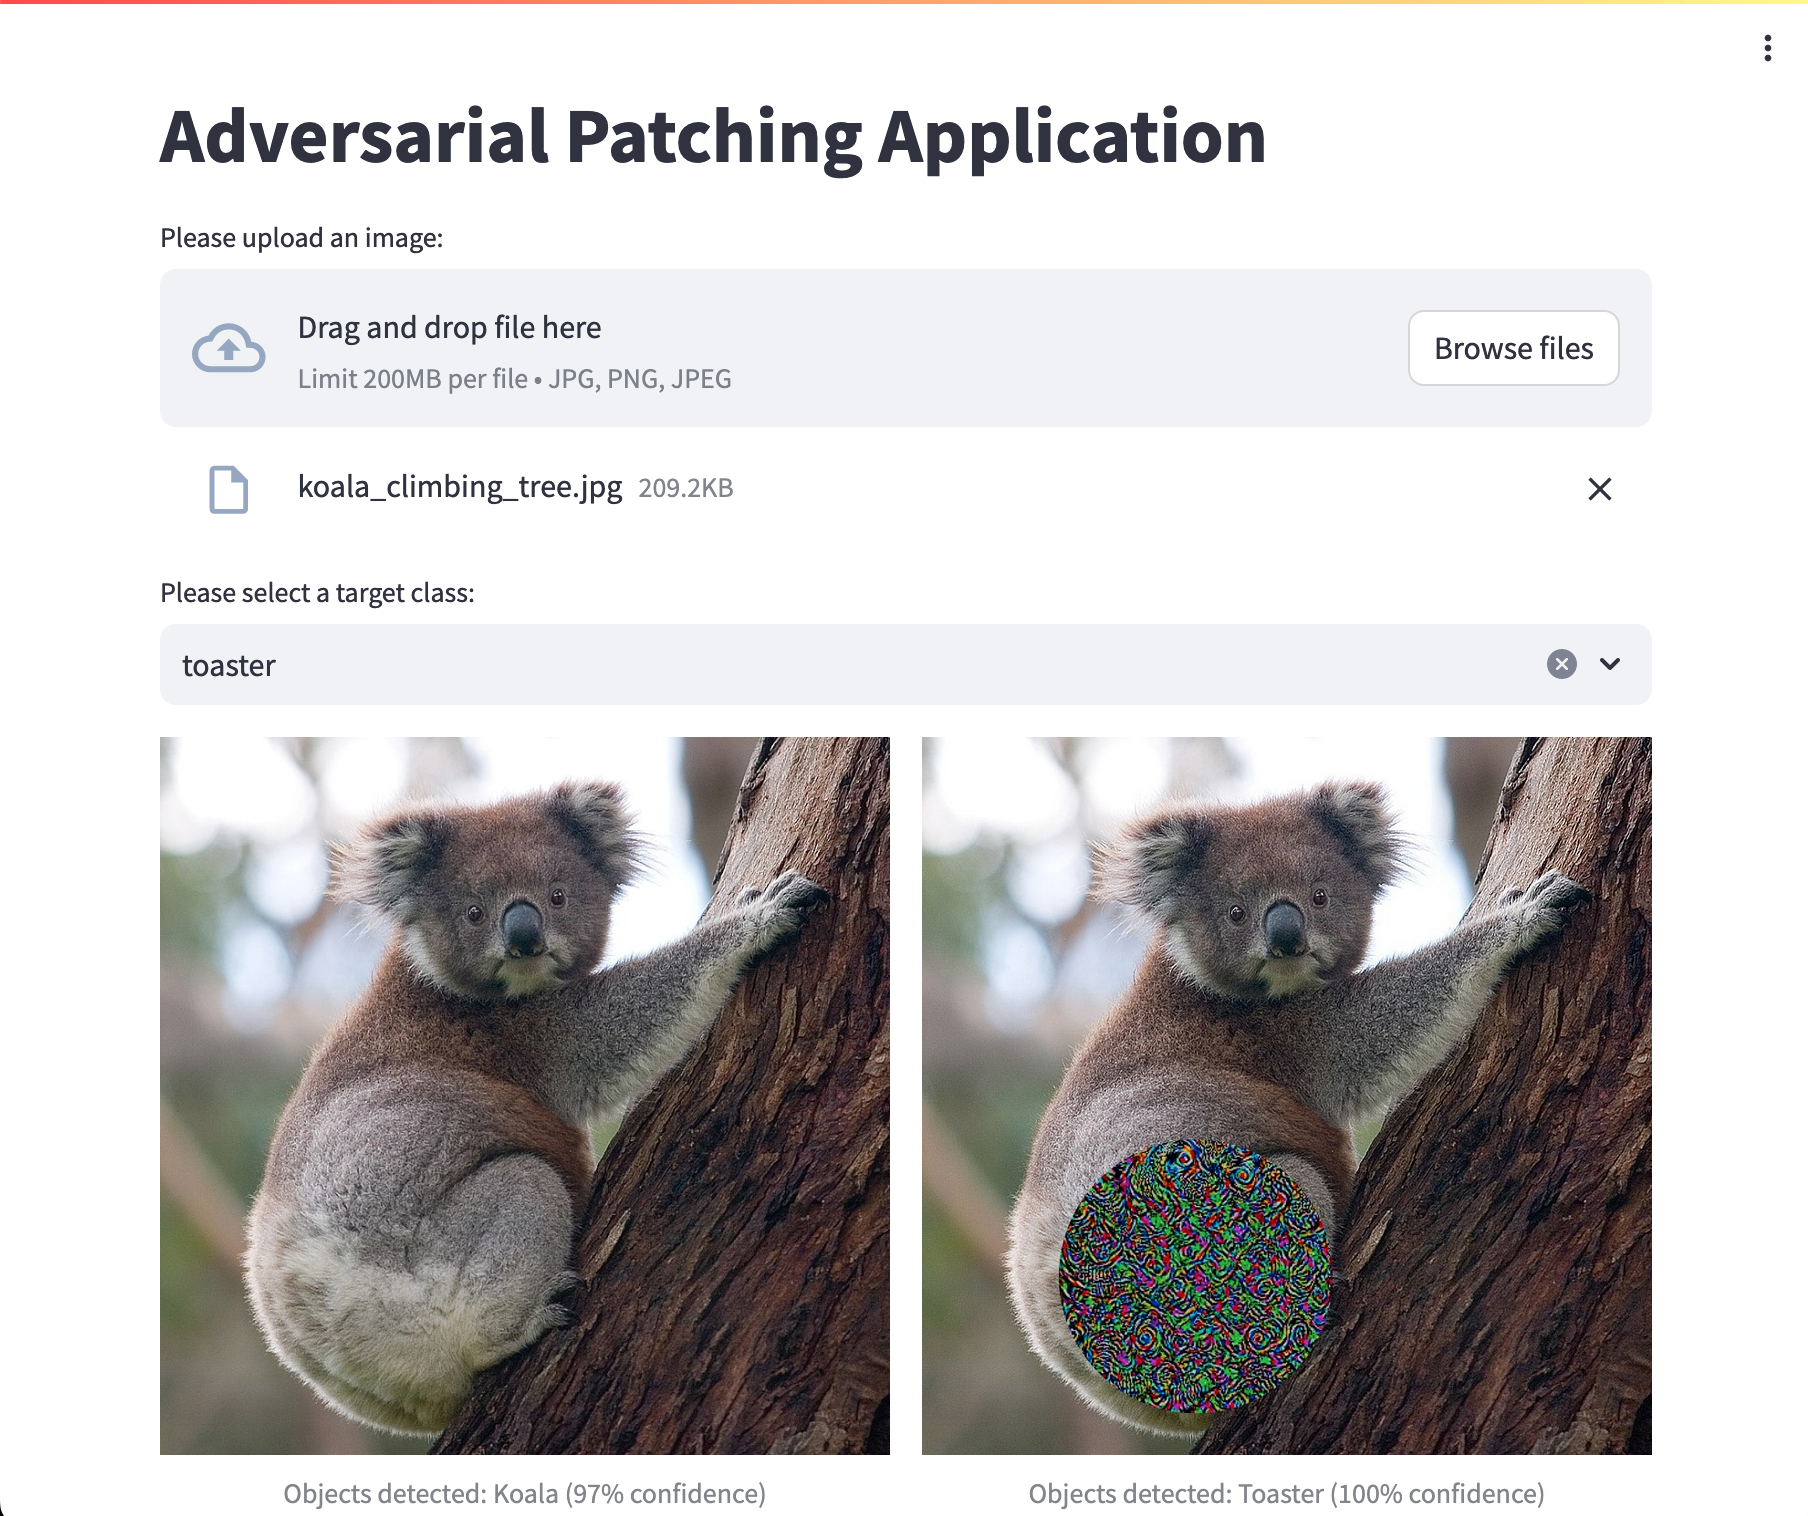 Adversarial Patching Application
Please upload an image:
Drag and drop file here
Limit 200MB per file • JPG, PNG, JPEG
Browse files
koala_climbing_tree.jpg 209.2KB
Please select a target class:
toaster
Objects detected: Koala (97% confidence)
Objects detected: Toaster (100% confidence)